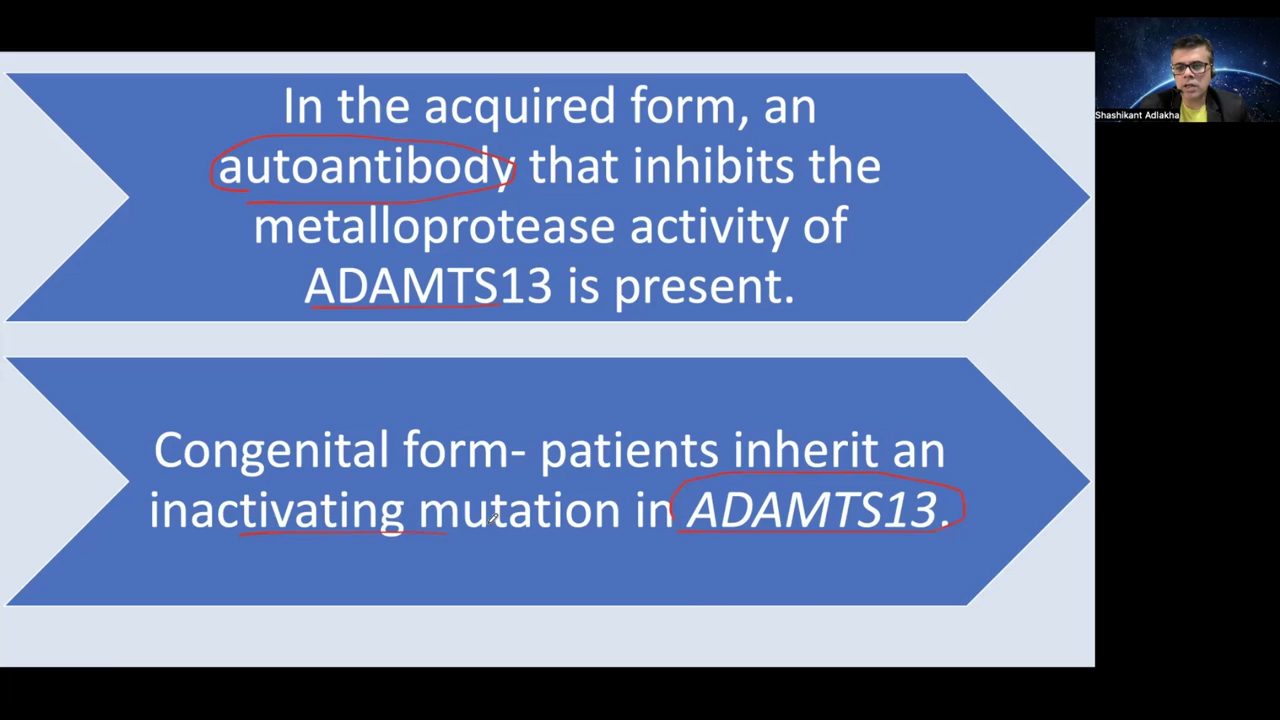 In the acquired form, an
autoantibody that inhibits the
metalloprotease activity of
ADAMTS13 is present.
Congenital form- patients inherit an
inactivating mutation in ADAMTS13.
Shashikant Adlakha